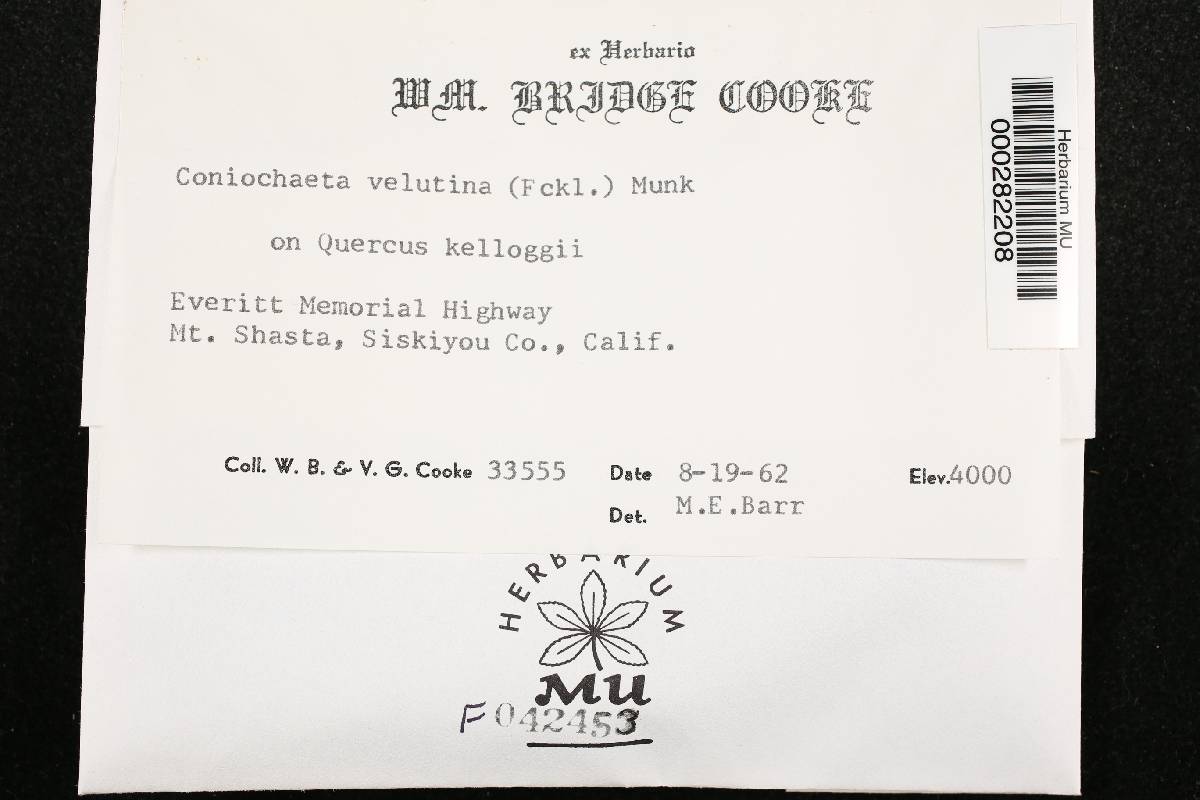 ex Herbario
WM. BRIDGE COOKE
Coniochaeta velutina (Fckl.) Munk
on Quercus kelloggii
Everitt Memorial Highway
Mt. Shasta, Siskiyou Co., Calif.
Coll. W. B. & V. G. Cooke 33555 Date 8-19-62 Elev.4000
Det. M.E.Barr
Herbarium MU
000282208
HERBARIUM
MU
F042453